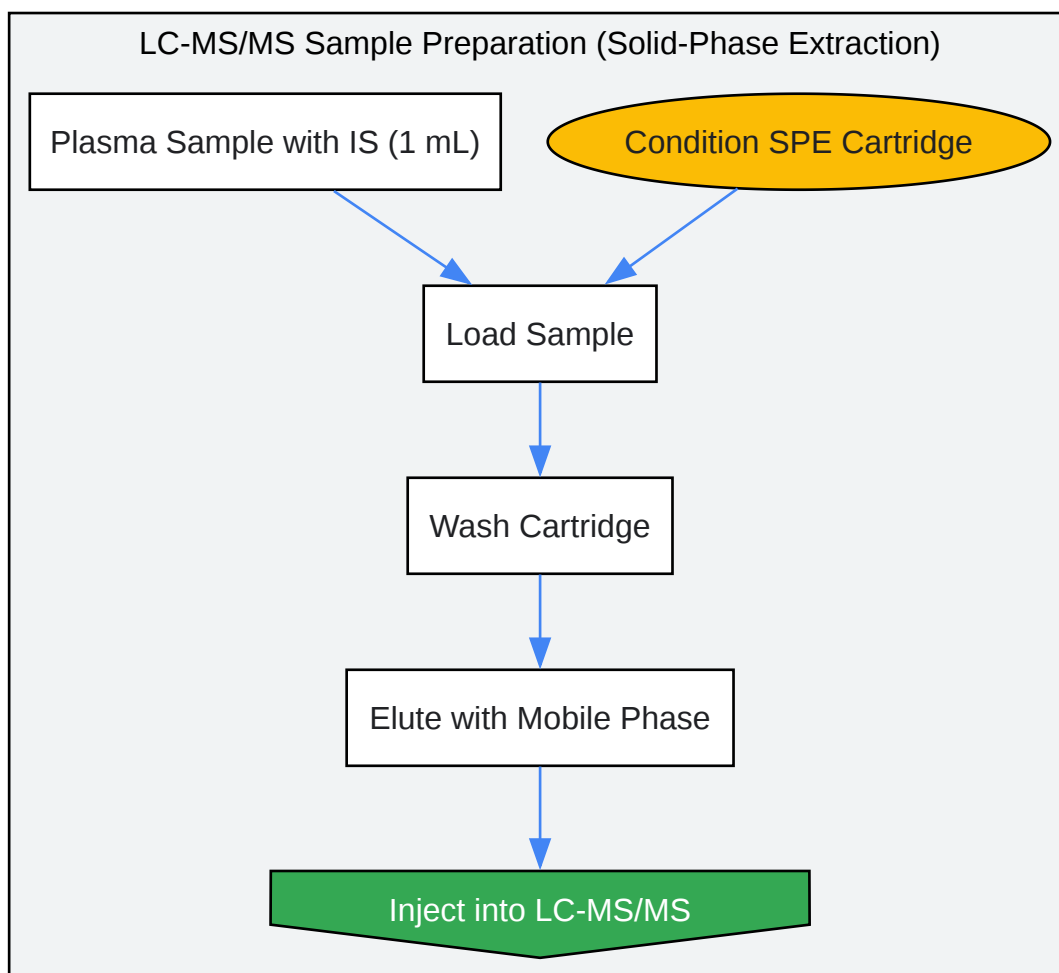 LC-MS/MS Sample Preparation (Solid-Phase Extraction)
Plasma Sample with IS (1 mL)
Condition SPE Cartridge
Load Sample
Wash Cartridge
Elute with Mobile Phase
Inject into LC-MS/MS